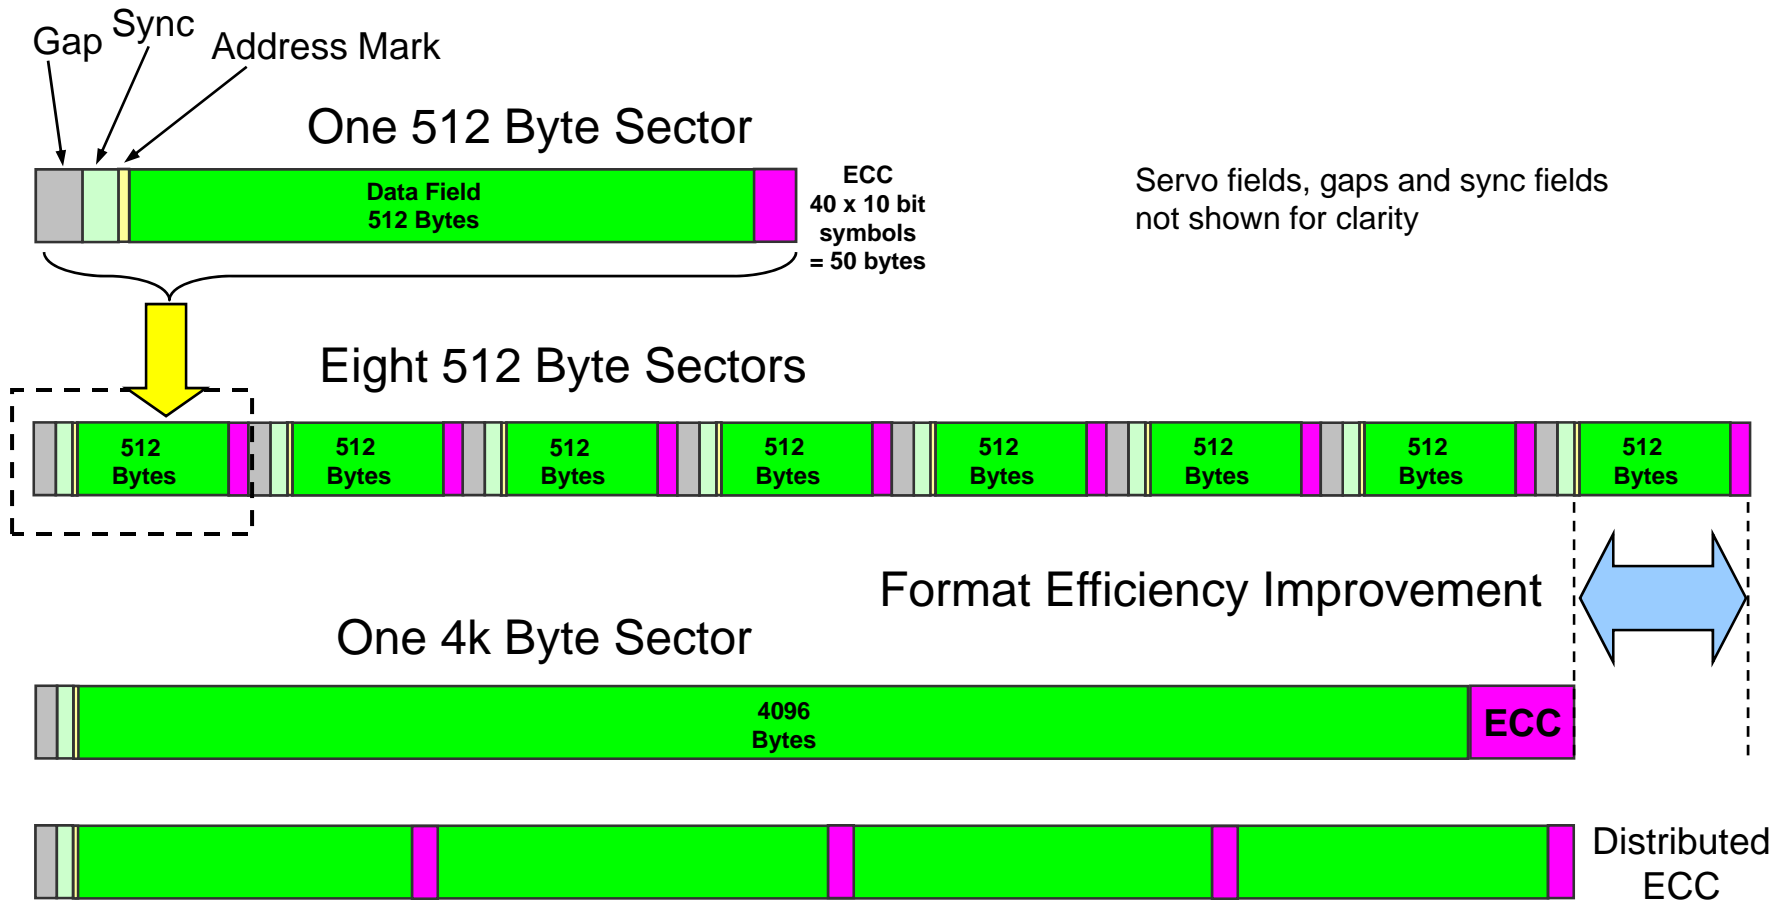 Gap
Sync
Address Mark
One 512 Byte Sector
Data Field
512 Bytes
ECC
40 x 10 bit
symbols
= 50 bytes
Servo fields, gaps and sync fields
not shown for clarity
Eight 512 Byte Sectors
512
Bytes
512
Bytes
512
Bytes
512
Bytes
512
Bytes
512
Bytes
512
Bytes
512
Bytes
Format Efficiency Improvement
One 4k Byte Sector
4096
Bytes
ECC
Distributed
ECC